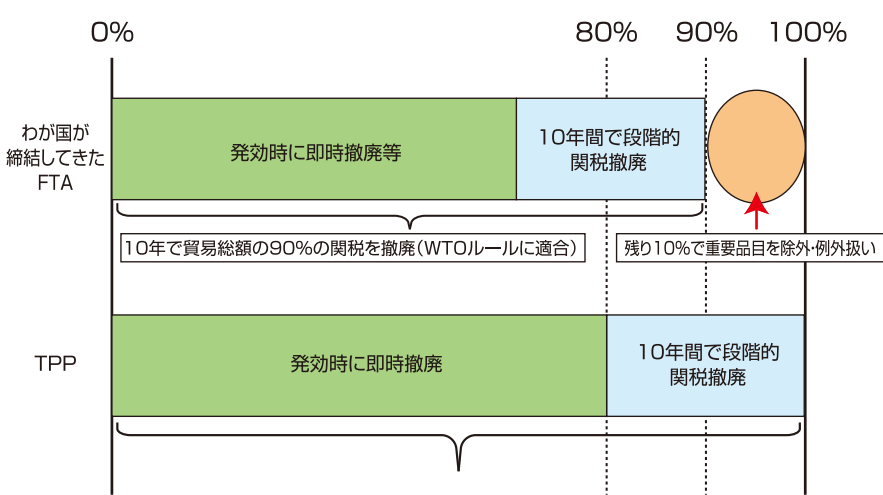 0%
80%
90%
100%
わが国が
締結してきた
FTA
発効時に即時撤廃等
10年間で段階的
関税撤廃
10年で貿易総額の90%の関税を撤廃（WTOルールに適合）
残り10%で重要品目を除外・例外扱い
TPP
発効時に即時撤廃
10年間で段階的
関税撤廃